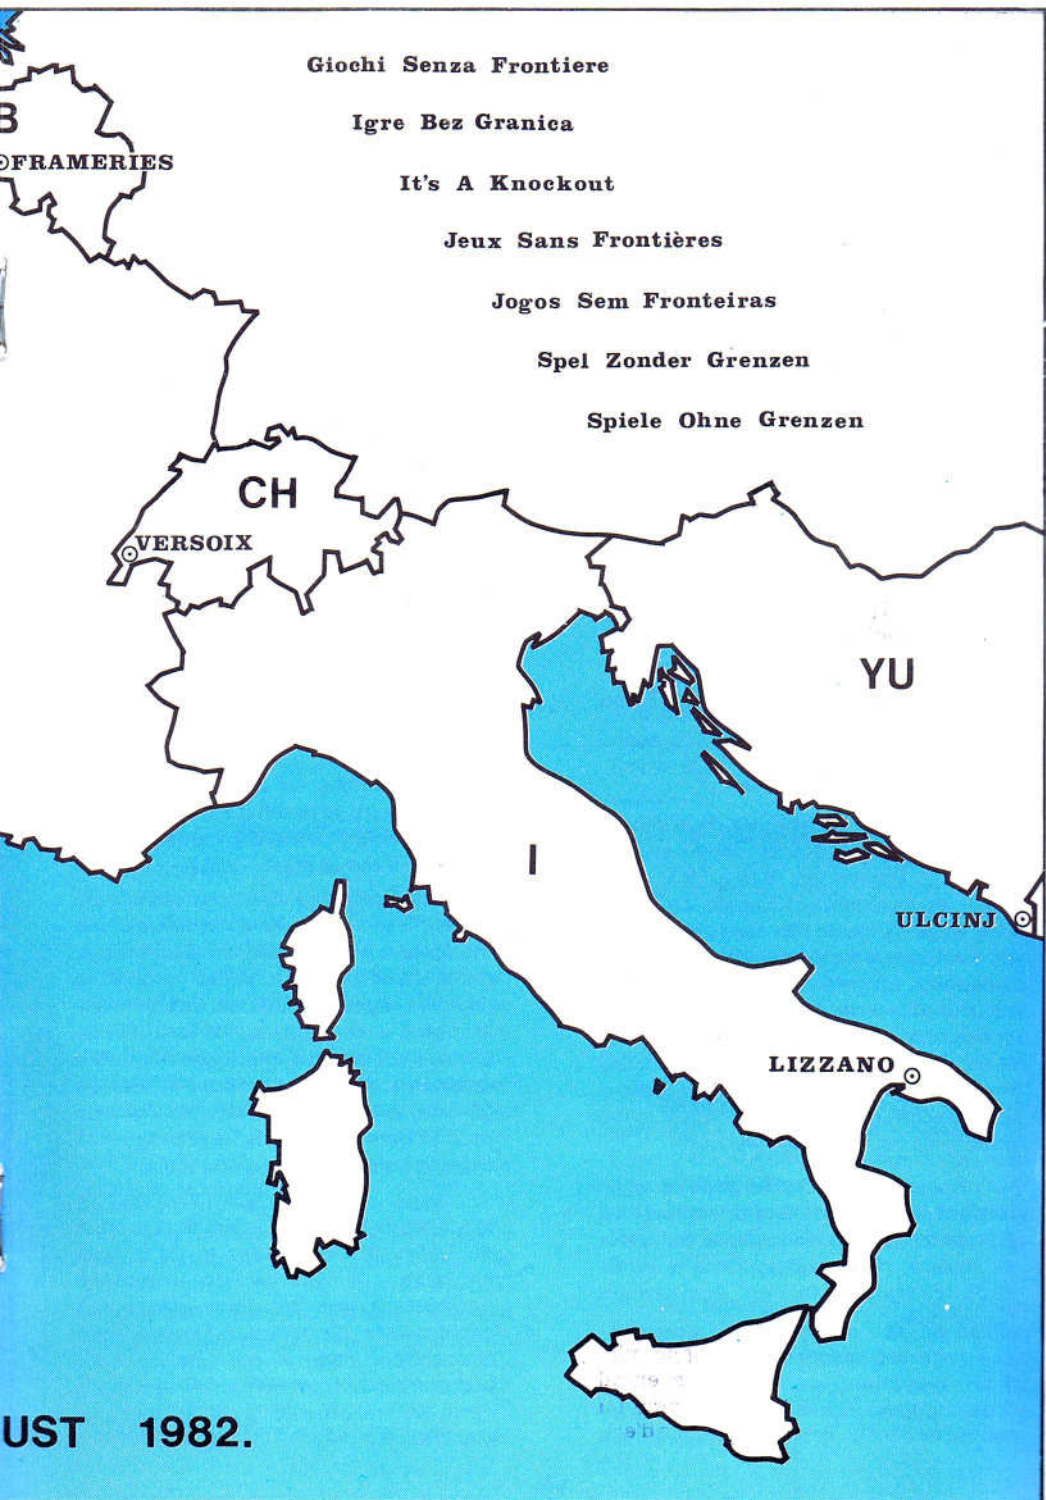 Giochi Senza Frontiere
Igre Bez Granica
It's A Knockout
Jeux Sans Frontières
Jogos Sem Fronteiras
Spel Zonder Grenzen
Spiele Ohne Grenzen
B
FRAMERIES
CH
VERSOIX
YU
I
ULCINJ
LIZZANO
UST 1982.